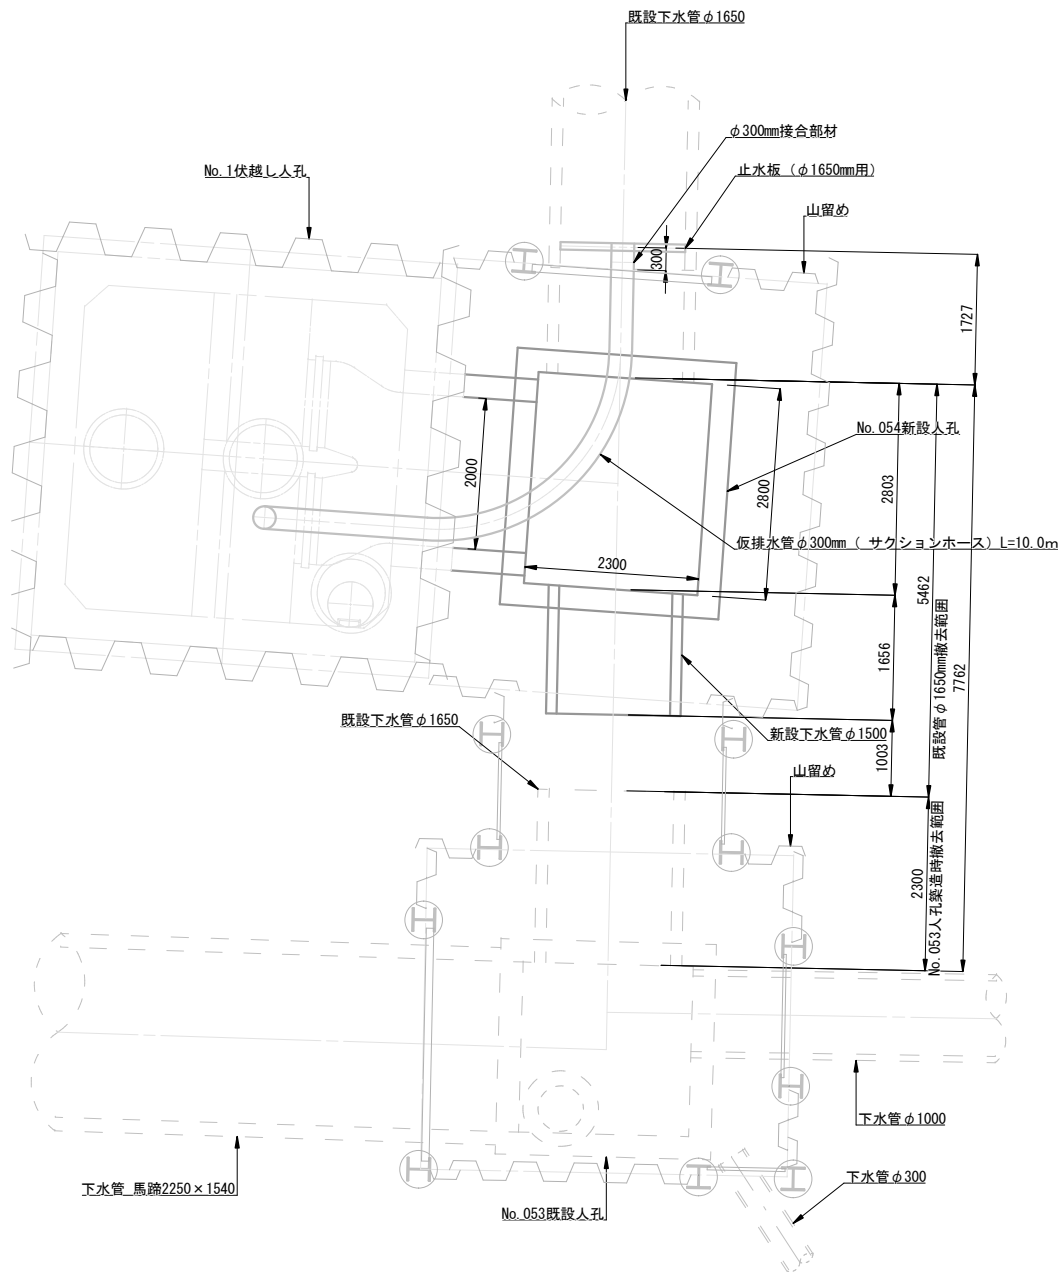 既設下水管φ1650
φ300mm接合部材
No.1伏越し人孔
止水板（φ1650mm用）
山留め
300
1727
No.054新設人孔
2000
2800
2803
仮排水管φ300mm（ サクションホース）L=10.0m
2300
5462
既設管φ1650mm撤去範囲
7762
1656
既設下水管φ1650
新設下水管φ1500
1003
山留め
2300
No.053人孔築造時撤去範囲
下水管φ1000
下水管 馬蹄2250×1540
下水管φ300
No.053既設人孔